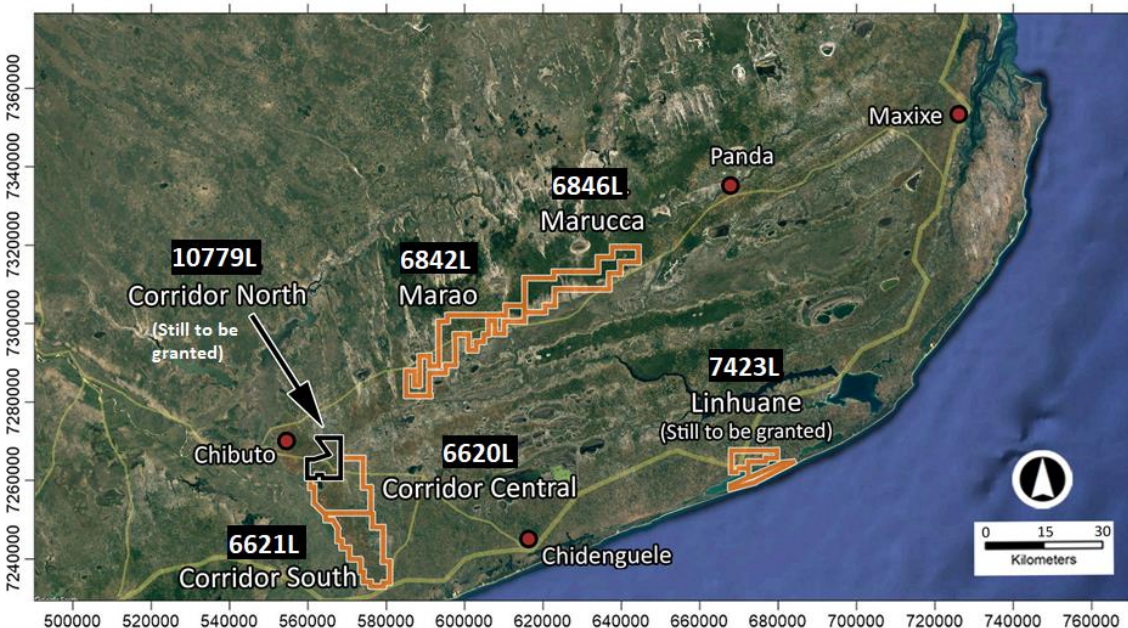 7360000
7340000
7320000
7300000
7280000
7260000
7240000
Maxixe
Panda
6846L
Marucca
10779L
Corridor North
(Still to be
granted)
6842L
Marao
7423L
Linhuane
(Still to be granted)
Chibuto
6620L
Corridor Central
6621L
Corridor South
Chidenguele
0 15 30
Kilometers
500000 520000 540000 560000 580000 600000 620000 640000 660000 680000 700000 720000 740000 760000